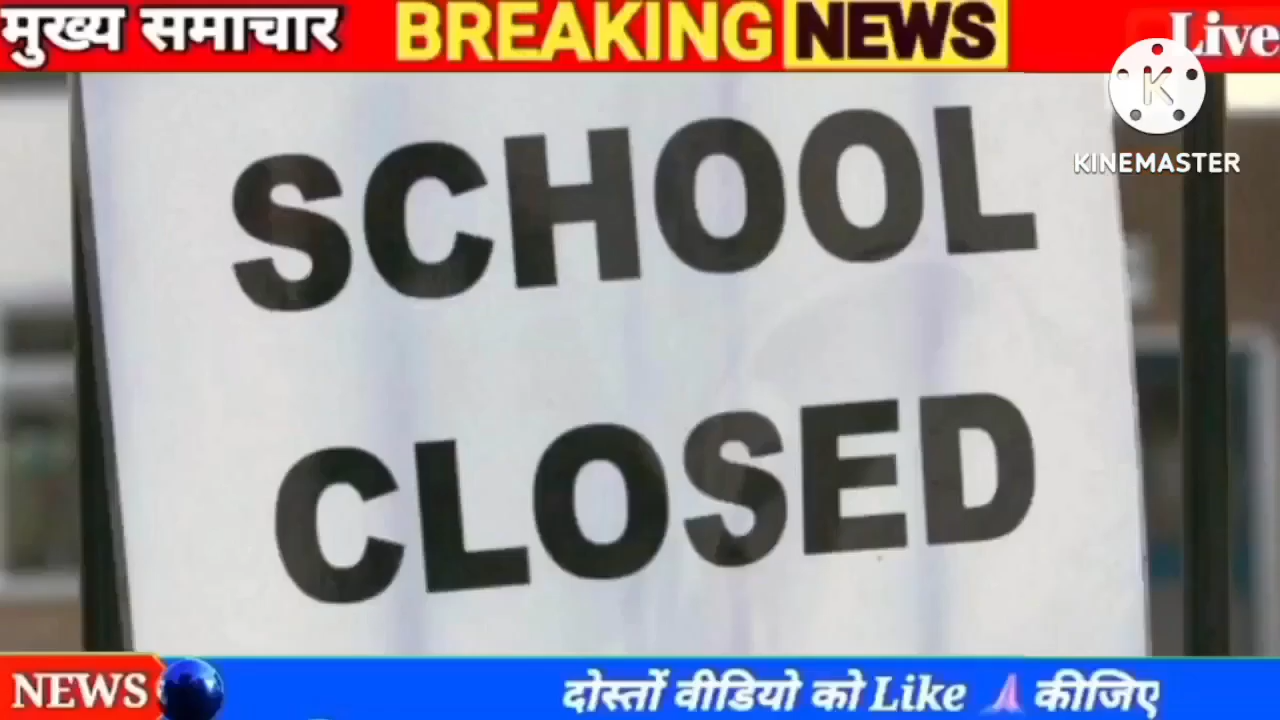 मुख्य समाचार BREAKING NEWS Live
K
KINEMASTER
SCHOOL
CLOSED
NEWS दोस्तों वीडियो को Like कीजिए